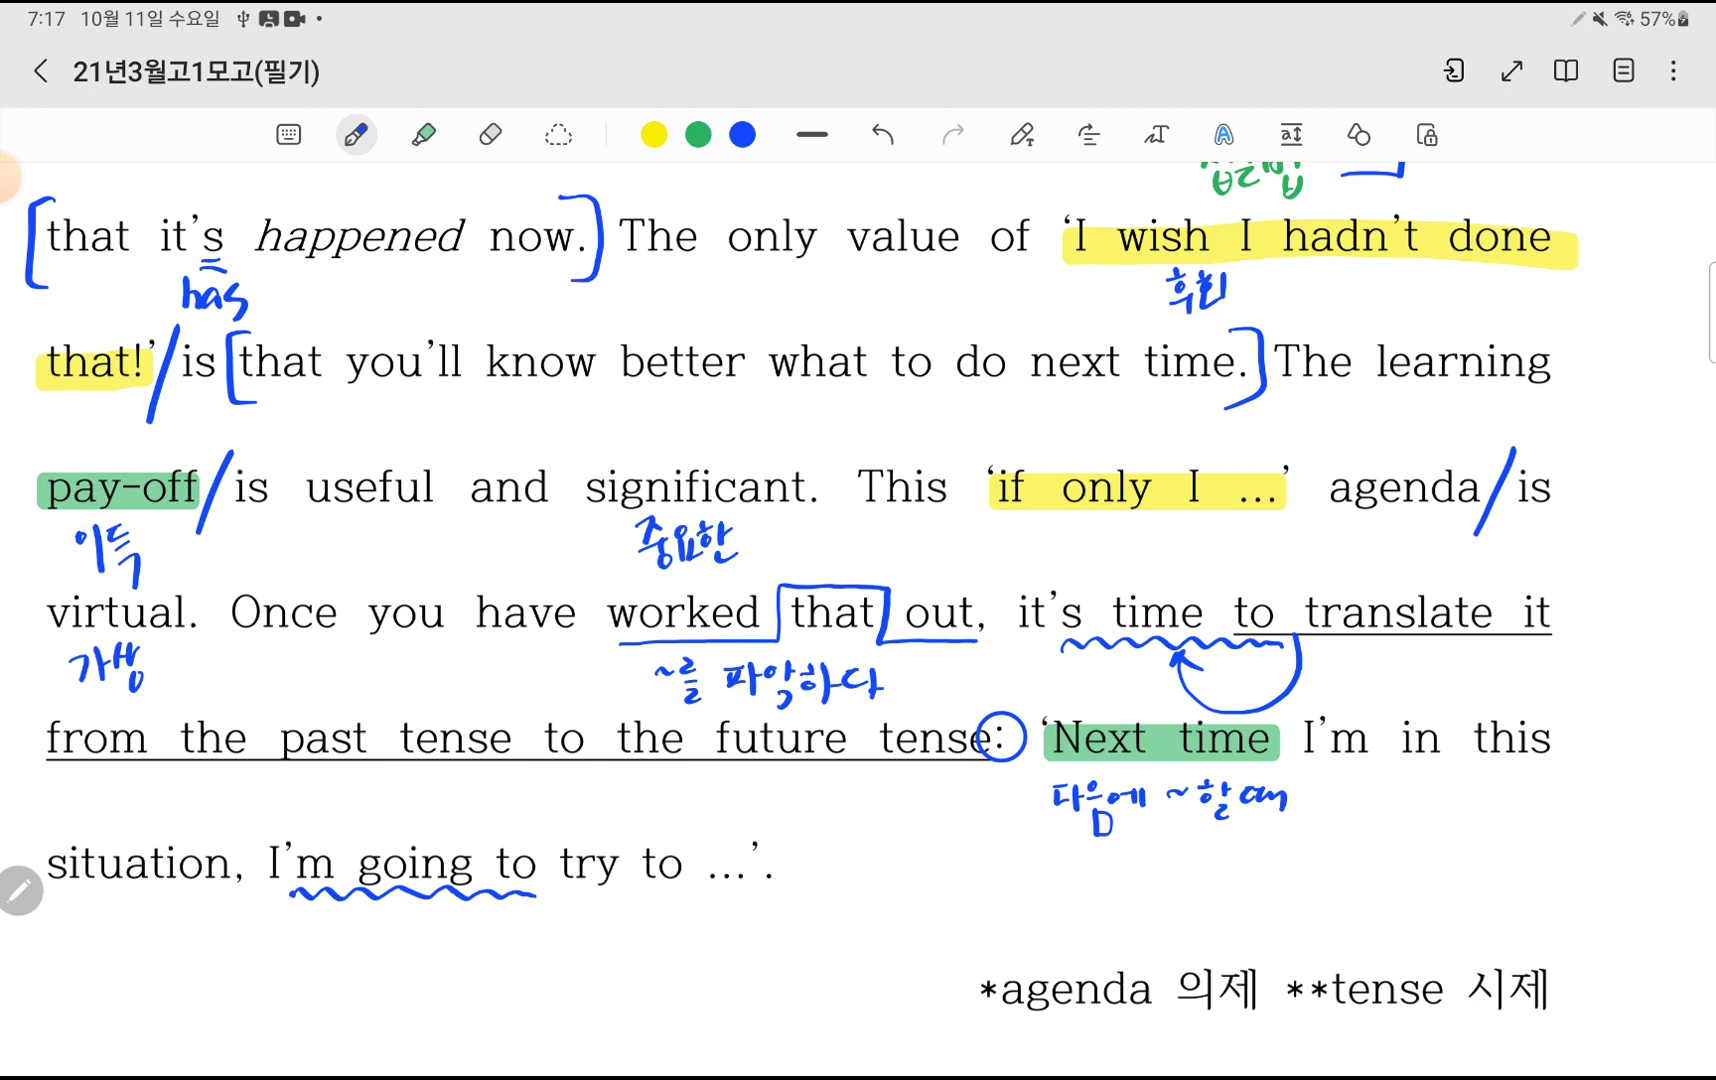 7:17 10월 11일 수요일 57%
21년3월고1모고(필기)
that it's happened now. The only value of 'I wish I hadn't done
has 후회
that!' is that you'll know better what to do next time. The learning
pay-off is useful and significant. This 'if only I …' agenda is
이득 중요한
virtual. Once you have worked that out, it's time to translate it
가상 ~를 파악하다
from the past tense to the future tense: 'Next time I'm in this
다음에 ~할 때
situation, I'm going to try to …'.
*agenda 의제 **tense 시제